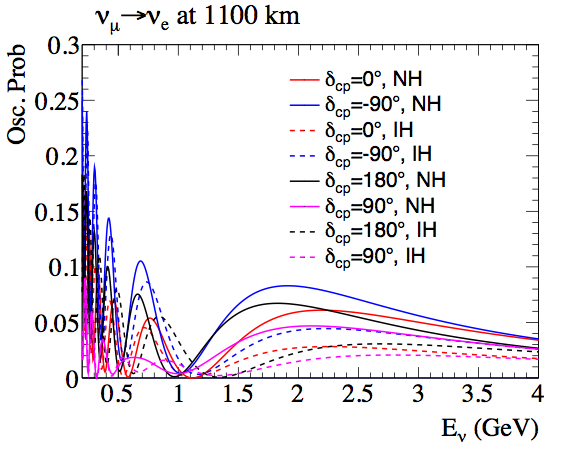 νμ→νe at 1100 km
Osc. Prob
0.3
0.25
0.2
0.15
0.1
0.05
0
δcp=0°, NH
δcp=-90°, NH
δcp=0°, IH
δcp=-90°, IH
δcp=180°, NH
δcp=90°, NH
δcp=180°, IH
δcp=90°, IH
0.5 1 1.5 2 2.5 3 3.5 4
Eν (GeV)